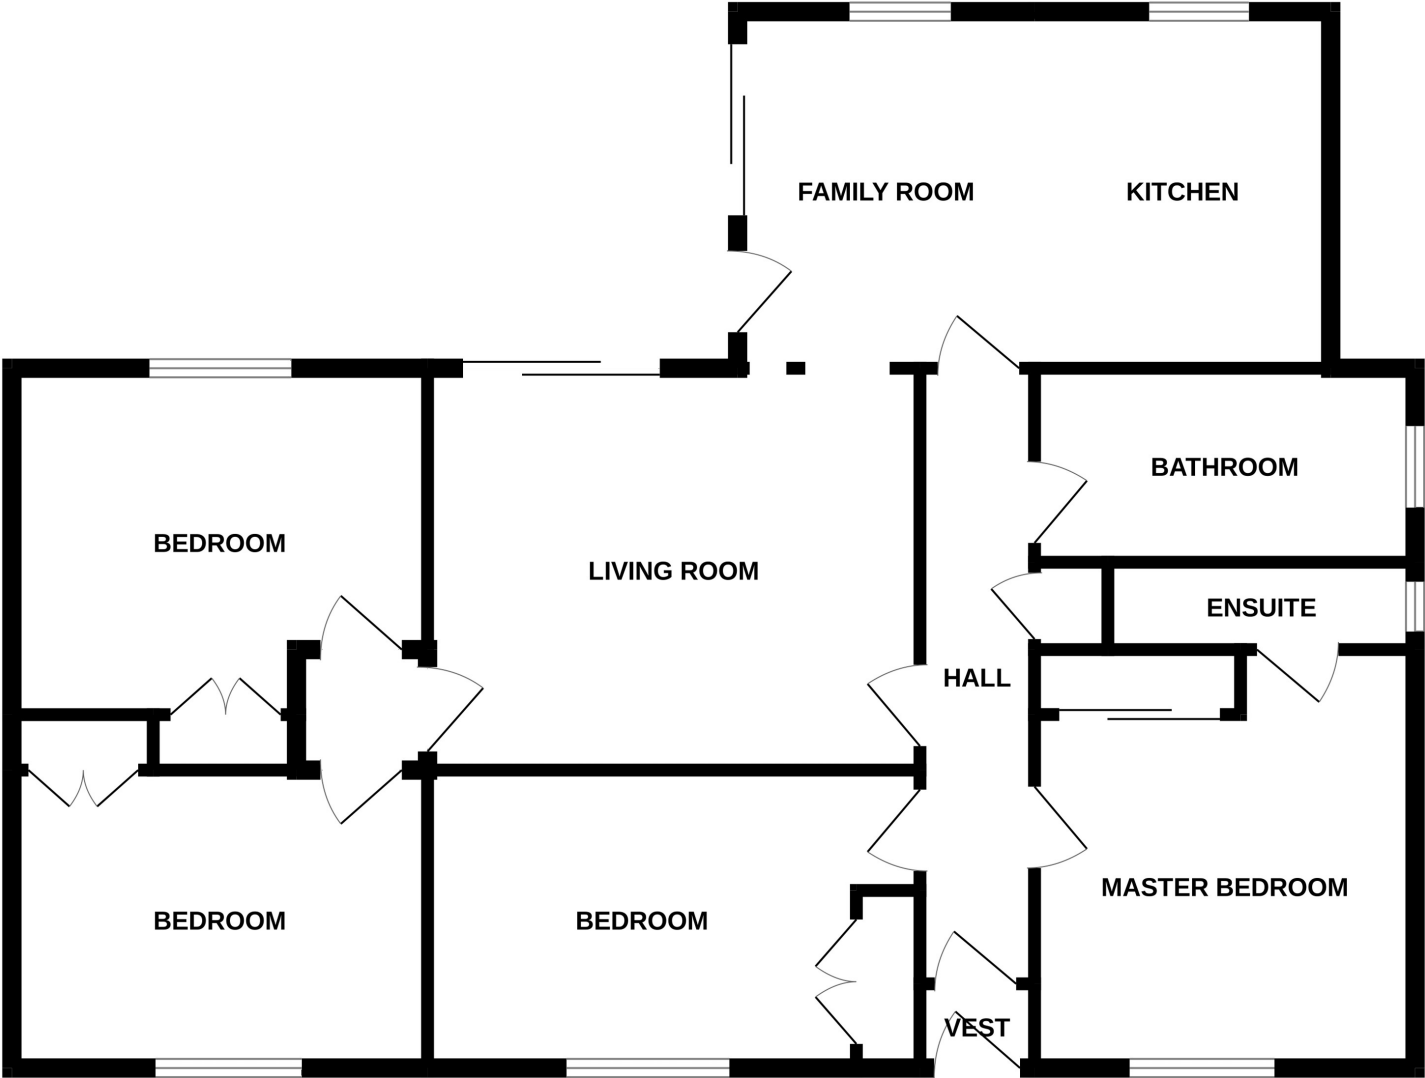 FAMILY ROOM
KITCHEN
BATHROOM
BEDROOM
LIVING ROOM
ENSUITE
HALL
MASTER BEDROOM
BEDROOM
BEDROOM
VEST